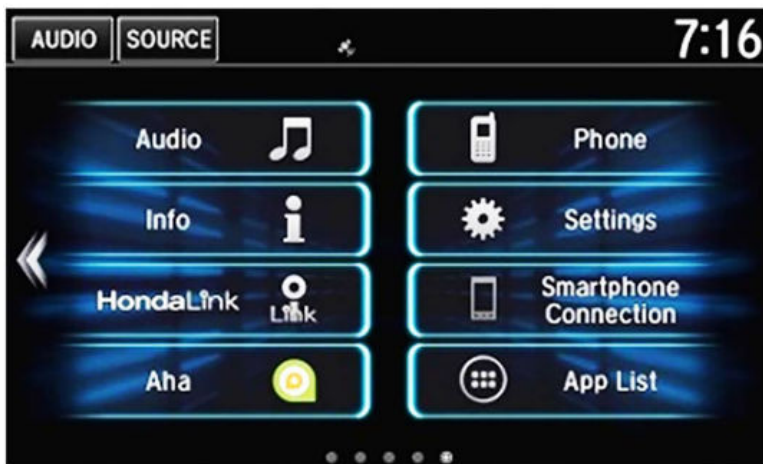 AUDIO SOURCE 7:16
Audio Phone
Info Settings
HondaLink Link Smartphone
Connection
Aha App List